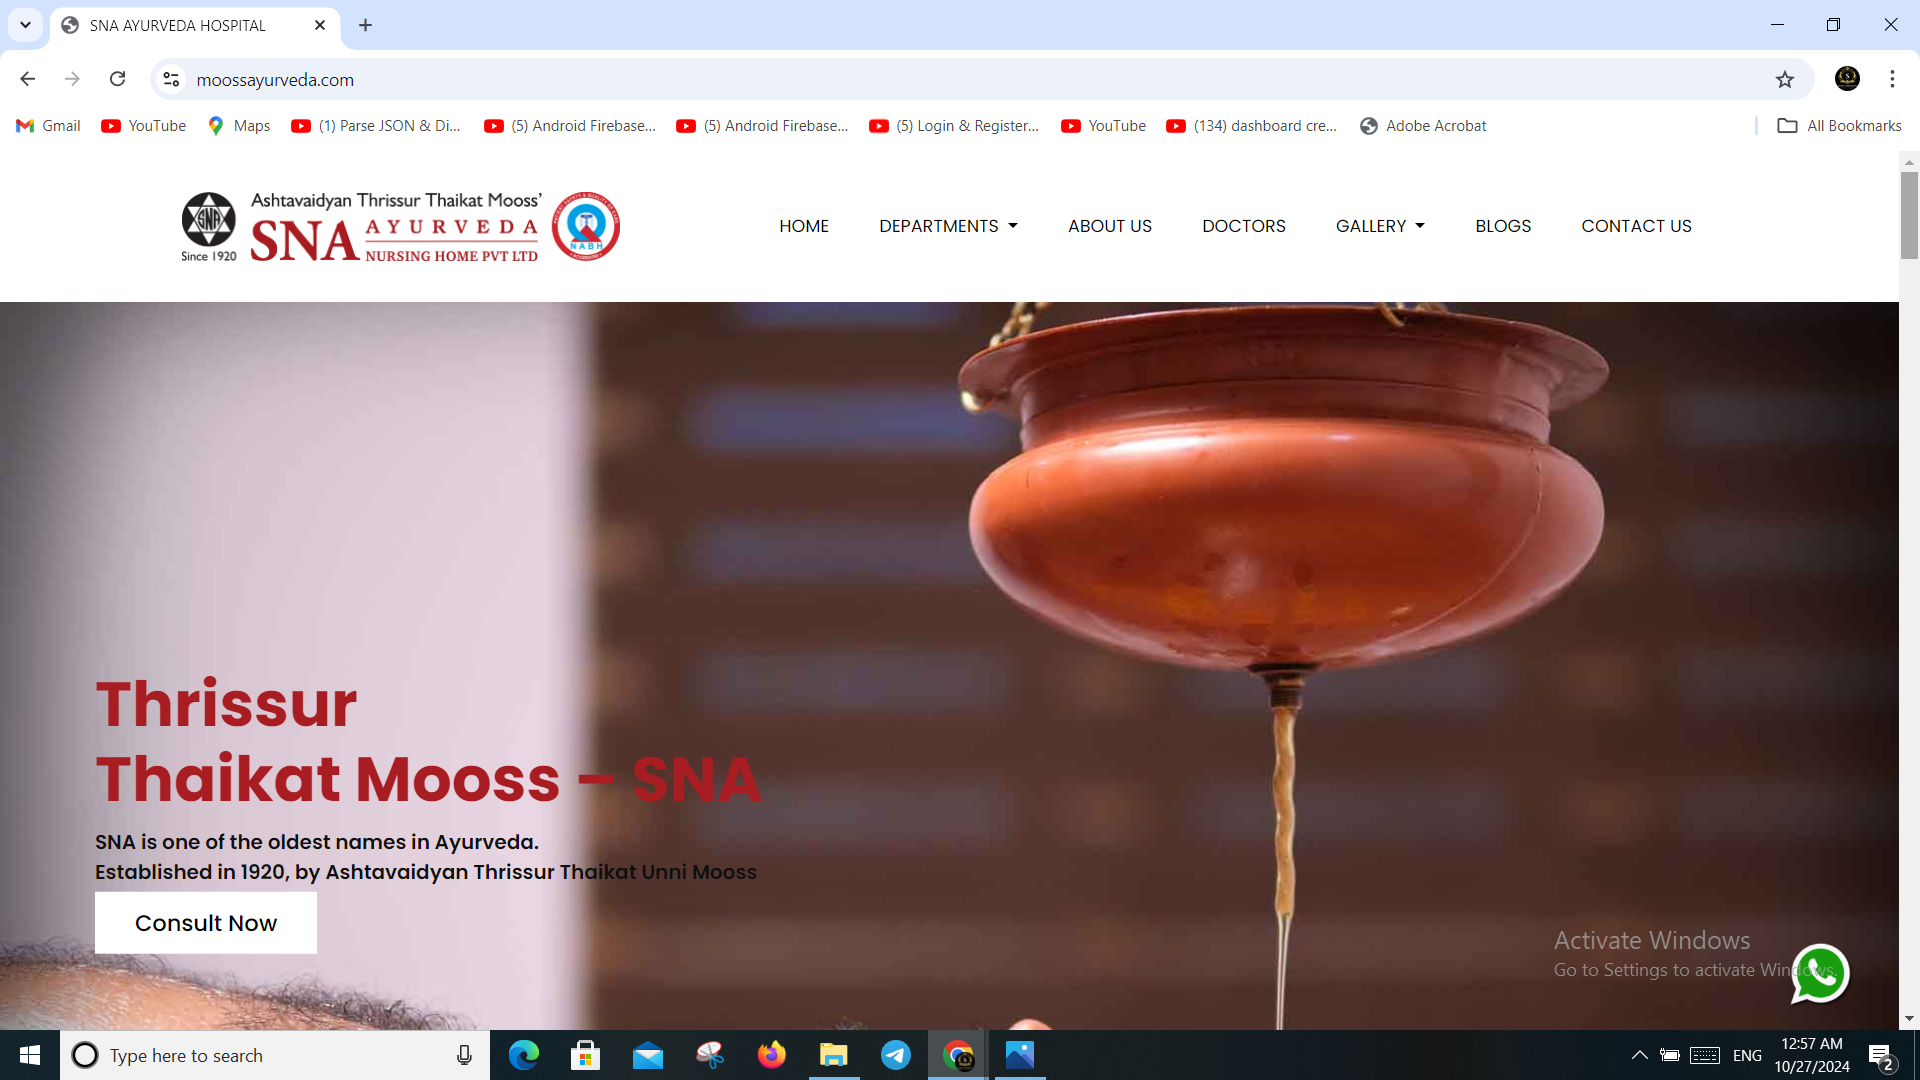 SNA AYURVEDA HOSPITAL
moossayurveda.com
Gmail
YouTube
Maps
(1) Parse JSON & Di...
(5) Android Firebase...
(5) Android Firebase...
(5) Login & Register...
YouTube
(134) dashboard cre...
Adobe Acrobat
All Bookmarks
SNA
Since 1920
Ashtavaidyan Thrissur Thaikat Mooss'
SNA AYURVEDA
NURSING HOME PVT LTD
NABH
HOME
DEPARTMENTS
ABOUT US
DOCTORS
GALLERY
BLOGS
CONTACT US
Thrissur
Thaikat Mooss – SNA
SNA is one of the oldest names in Ayurveda.
Established in 1920, by Ashtavaidyan Thrissur Thaikat Unni Mooss
Consult Now
Activate Windows
Go to Settings to activate Windows.
Type here to search
ENG
12:57 AM
10/27/2024
2